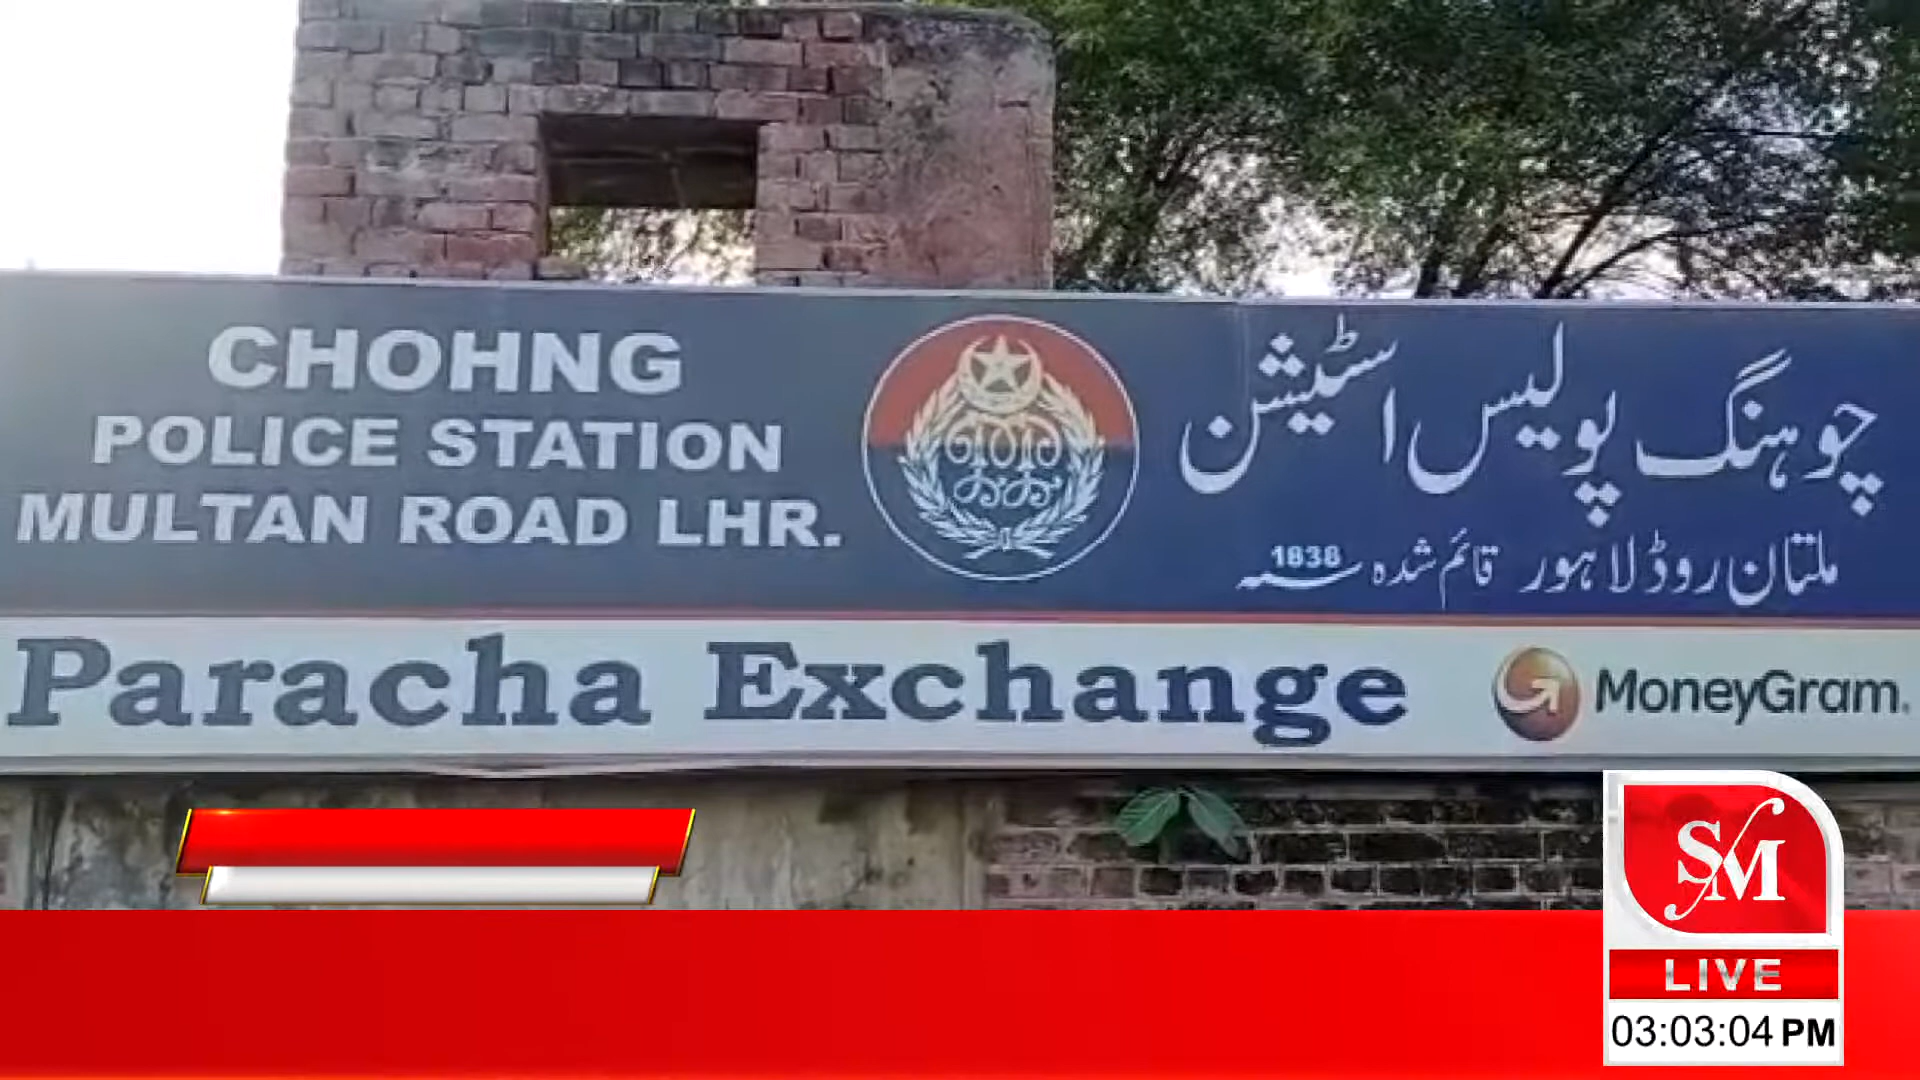 CHOHNG
POLICE STATION
MULTAN ROAD LHR.
چوہنگ پولیس اسٹیشن
ملتان روڈ لاہور قائم شدہ 1838
Paracha Exchange
MoneyGram.
SM
LIVE
03:03:04 PM